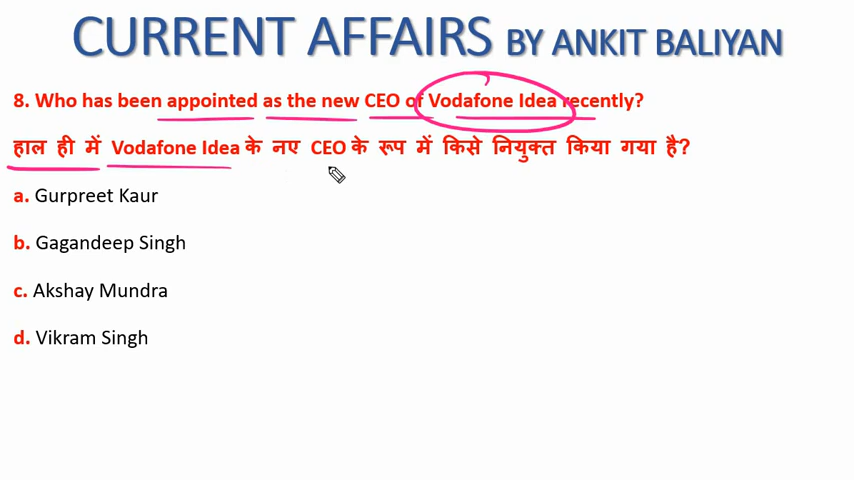 CURRENT AFFAIRS BY ANKIT BALIYAN
8. Who has been appointed as the new CEO of Vodafone Idea recently?
हाल ही में Vodafone Idea के नए CEO के रूप में किसे नियुक्त किया गया है?
a. Gurpreet Kaur
b. Gagandeep Singh
c. Akshay Mundra
d. Vikram Singh